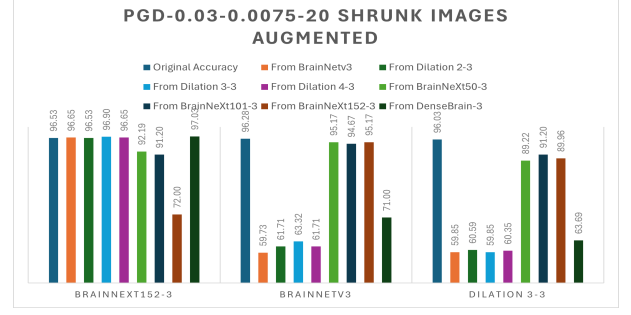 PGD-0.03-0.0075-20 SHRUNK IMAGES
AUGMENTED
Original Accuracy From BrainNetv3 From Dilation 2-3
From Dilation 3-3 From Dilation 4-3 From BrainNeXt50-3
From BrainNeXt101-3 From BrainNeXt152-3 From DenseBrain-3
96.53 96.65 96.53 96.90 96.65 92.19 91.20 72.00
96.28 59.73 61.71 63.32 61.71 95.17 94.67 95.17 71.00
96.03 59.85 60.59 59.85 60.35 89.22 91.20 89.96 63.69
BRAINNEXT152-3 BRAINNETV3 DILATION 3-3